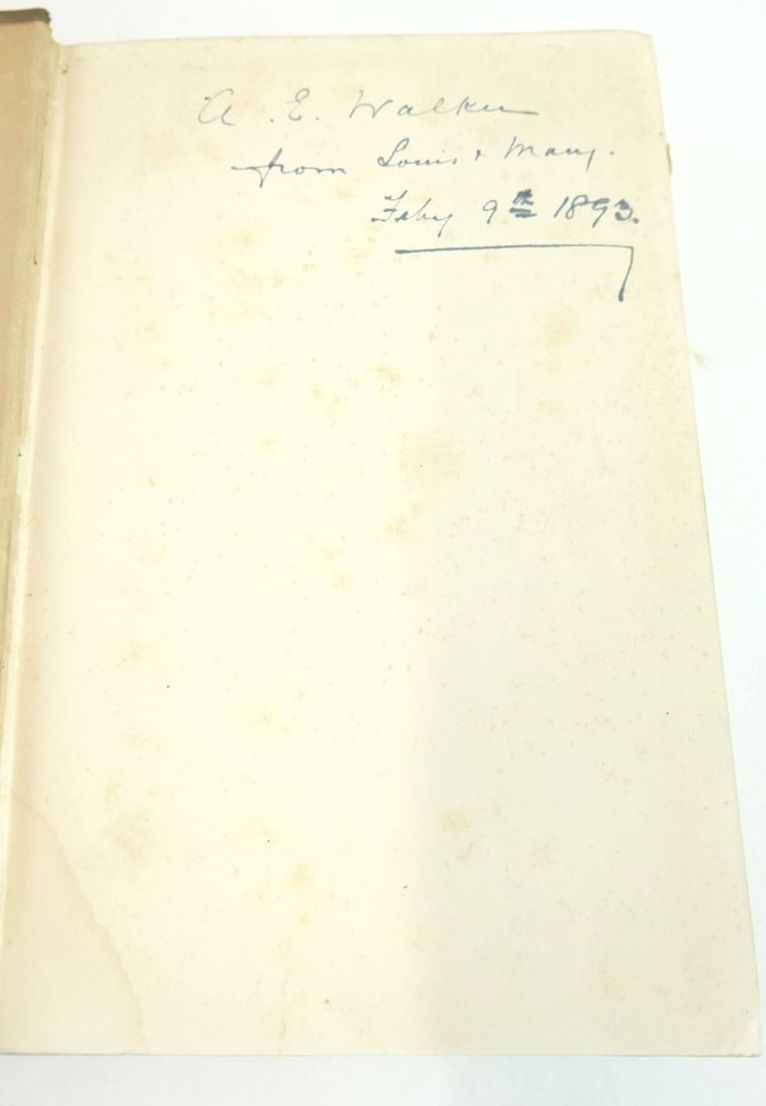 A. E. Walker
from Louis & Mary.
Feby 9th 1893.